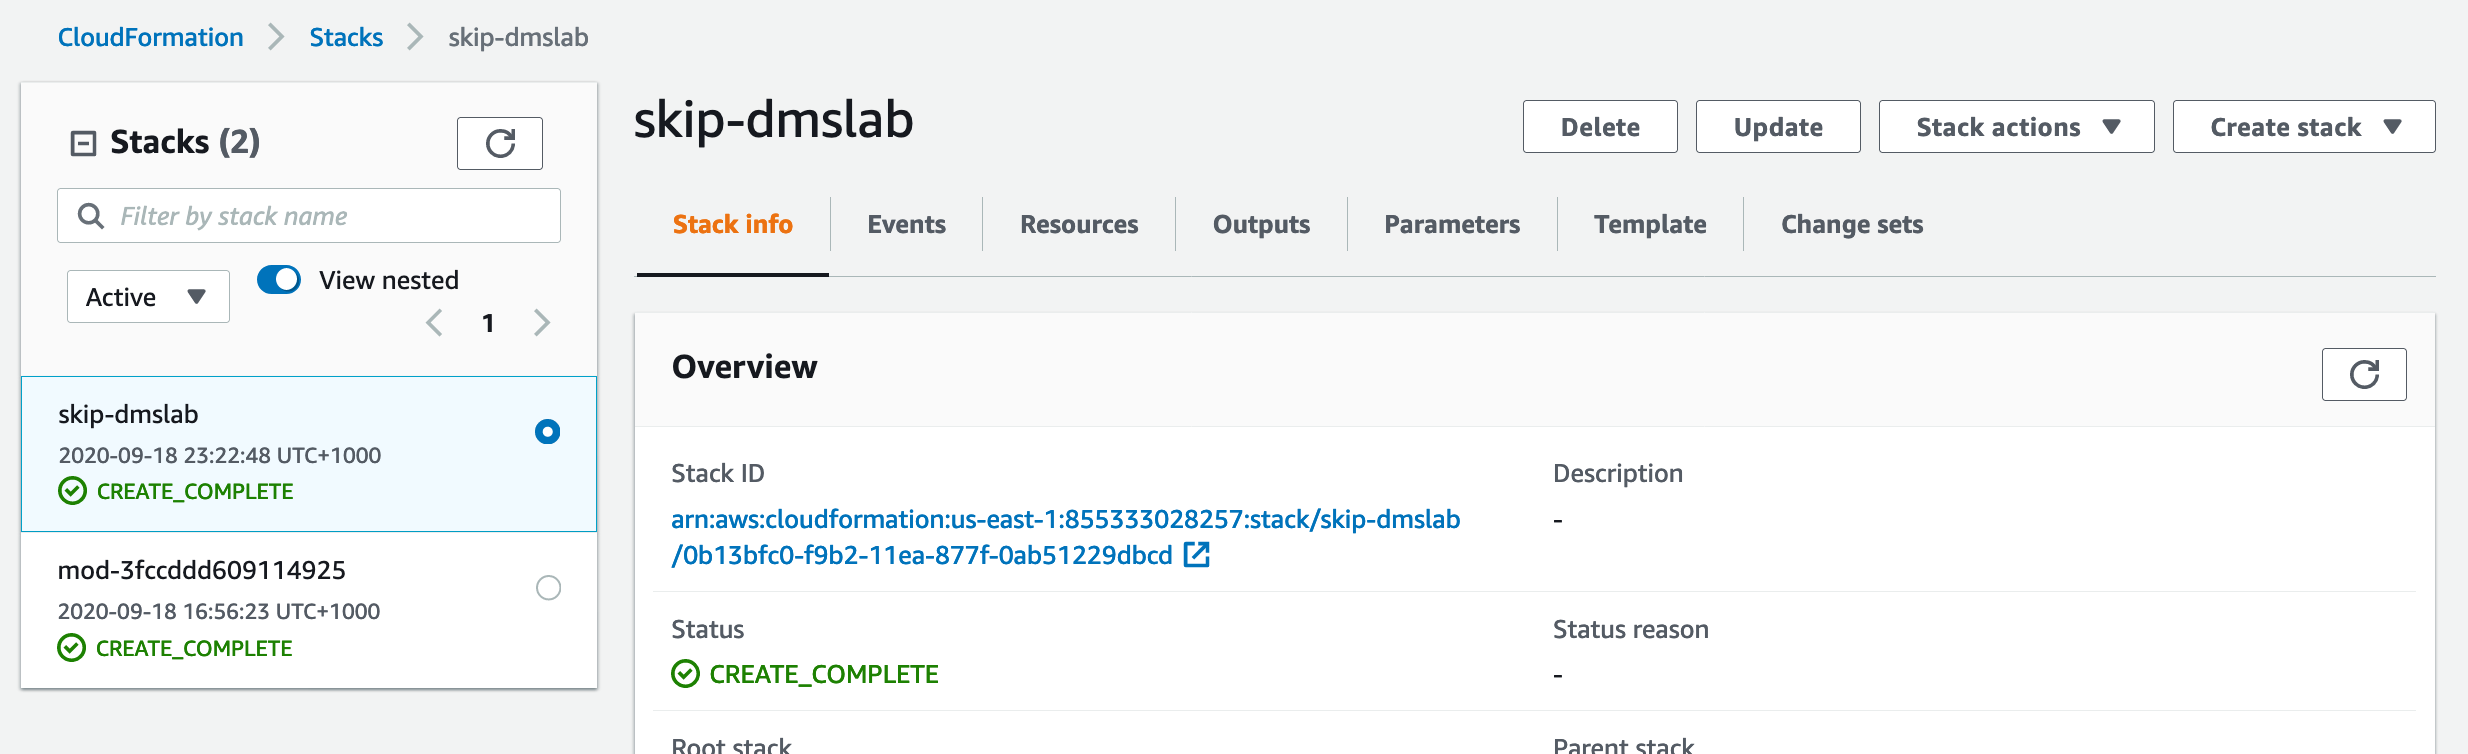 CloudFormation > Stacks > skip-dmslab
Stacks (2)
Filter by stack name
Active
View nested
1
skip-dmslab
2020-09-18 23:22:48 UTC+1000
CREATE_COMPLETE
mod-3fccddd609114925
2020-09-18 16:56:23 UTC+1000
CREATE_COMPLETE
skip-dmslab
Delete
Update
Stack actions
Create stack
Stack info
Events
Resources
Outputs
Parameters
Template
Change sets
Overview
Stack ID
arn:aws:cloudformation:us-east-1:855333028257:stack/skip-dmslab
/0b13bfc0-f9b2-11ea-877f-0ab51229dbcd
Description
-
Status
CREATE_COMPLETE
Status reason
-
Root stack
Parent stack